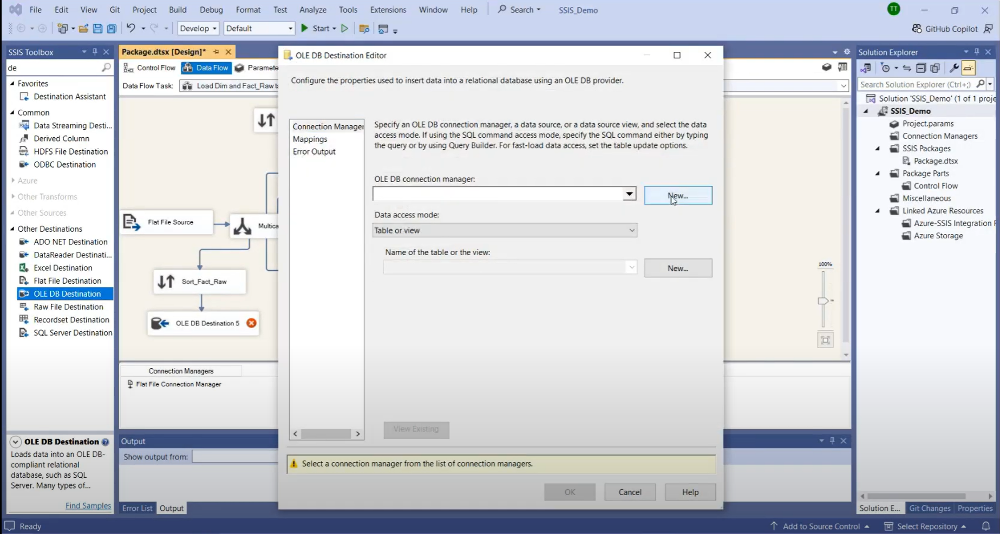 File Edit View Git Project Build Debug Format Test Analyze Tools Extensions Window Help Search SSIS_Demo TT
Develop Default Start GitHub Copilot
SSIS Toolbox
de
Favorites
Destination Assistant
Common
Data Streaming Desti...
Derived Column
HDFS File Destination
ODBC Destination
Azure
Other Transforms
Other Sources
Other Destinations
ADO NET Destination
DataReader Destinati...
Excel Destination
Flat File Destination
OLE DB Destination
Raw File Destination
Recordset Destination
SQL Server Destination
OLE DB Destination
Loads data into an OLE DB-
compliant relational
database, such as SQL
Server. Many types of...
Find Samples
Package.dtsx [Design]*
Control Flow Data Flow Paramete
Data Flow Task: Load Dim and Fact_Raw ta
Flat File Source
Multica
Sort_Fact_Raw
OLE DB Destination 5
100%
Connection Managers
Flat File Connection Manager
Output
Show output from:
Error List Output
OLE DB Destination Editor
Configure the properties used to insert data into a relational database using an OLE DB provider.
Connection Manager
Mappings
Error Output
Specify an OLE DB connection manager, a data source, or a data source view, and select the data
access mode. If using the SQL command access mode, specify the SQL command either by typing
the query or by using Query Builder. For fast-load data access, set the table update options.
OLE DB connection manager:
New...
Data access mode:
Table or view
Name of the table or the view:
New...
View Existing
Select a connection manager from the list of connection managers.
OK Cancel Help
Solution Explorer
Search Solution Explorer (Ctrl+;)
Solution 'SSIS_Demo' (1 of 1 proje
SSIS_Demo
Project.params
Connection Managers
SSIS Packages
Package.dtsx
Package Parts
Control Flow
Miscellaneous
Linked Azure Resources
Azure-SSIS Integration R
Azure Storage
Solution E... Git Changes Properties
Ready Add to Source Control Select Repository